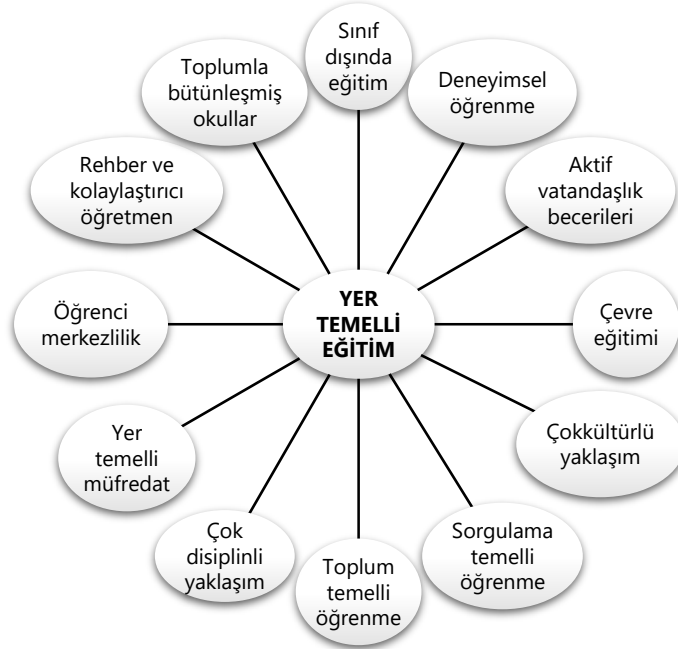 Sınıf
dışında
eğitim
Deneyimsel
öğrenme
Aktif
vatandaşlık
becerileri
Çevre
eğitimi
Çokkültürlü
yaklaşım
Sorgulama
temelli
öğrenme
Toplum
temelli
öğrenme
Çok
disiplinli
yaklaşım
Yer
temelli
müfredat
Öğrenci
merkezlilik
Rehber ve
kolaylaştırıcı
öğretmen
Toplumla
bütünleşmiş
okullar
YER
TEMELLİ
EĞİTİM